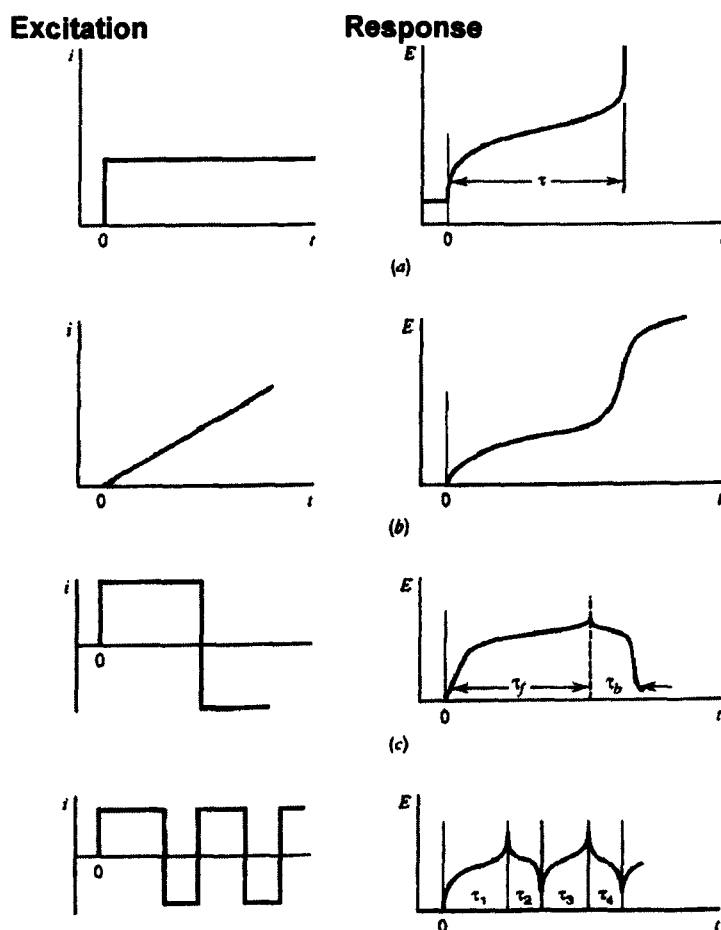 Excitation Response
i E
τ
0 t 0 t
(a)
i E
0 t 0 t
(b)
i E
0 τf τb
0 t
(c)
i E
0 τ1 τ2 τ3 τ4
0 t